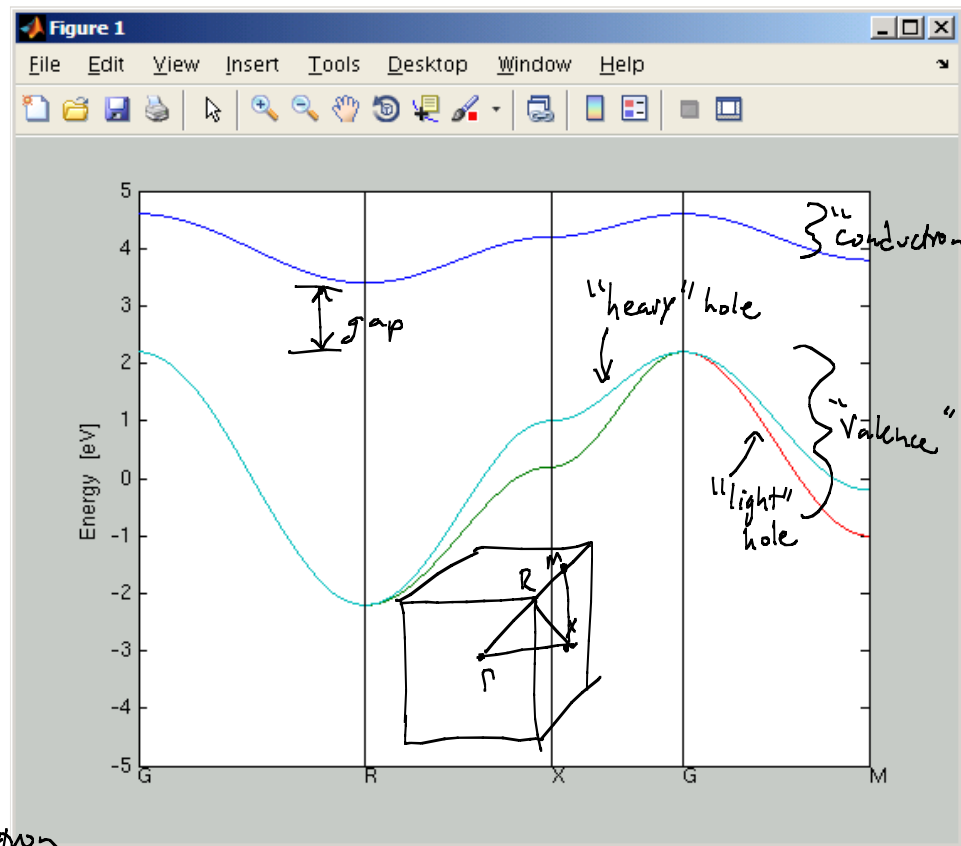 Figure 1
File Edit View Insert Tools Desktop Window Help
5
4
3
2
1
0
-1
-2
-3
-4
-5
Energy [eV]
G R X G M
"conduction
gap
"heavy" hole
"Valence"
"light"
hole
R
M
X
Γ